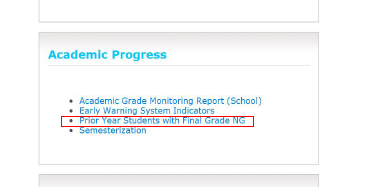 Academic Progress
Academic Grade Monitoring Report (School)
Early Warning System Indicators
Prior Year Students with Final Grade NG
Semesterization